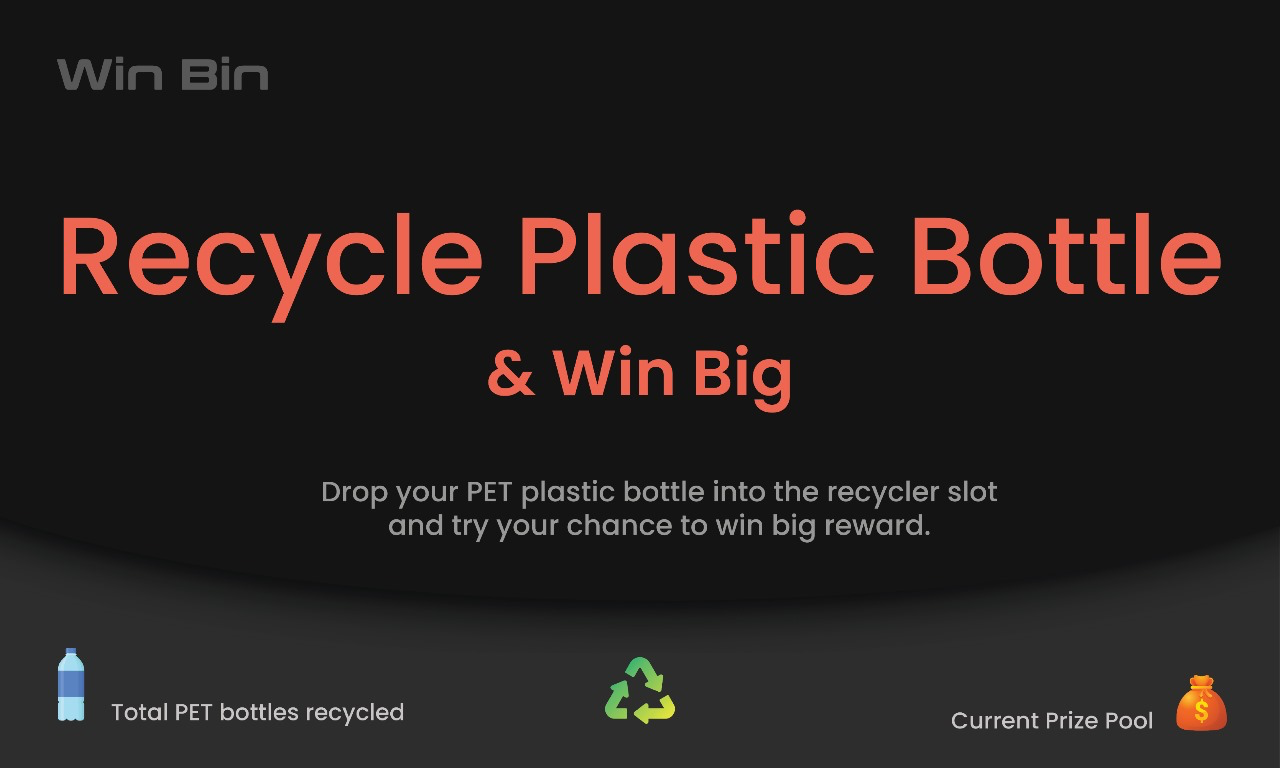 Win Bin
Recycle Plastic Bottle
& Win Big
Drop your PET plastic bottle into the recycler slot
and try your chance to win big reward.
Total PET bottles recycled
Current Prize Pool
$